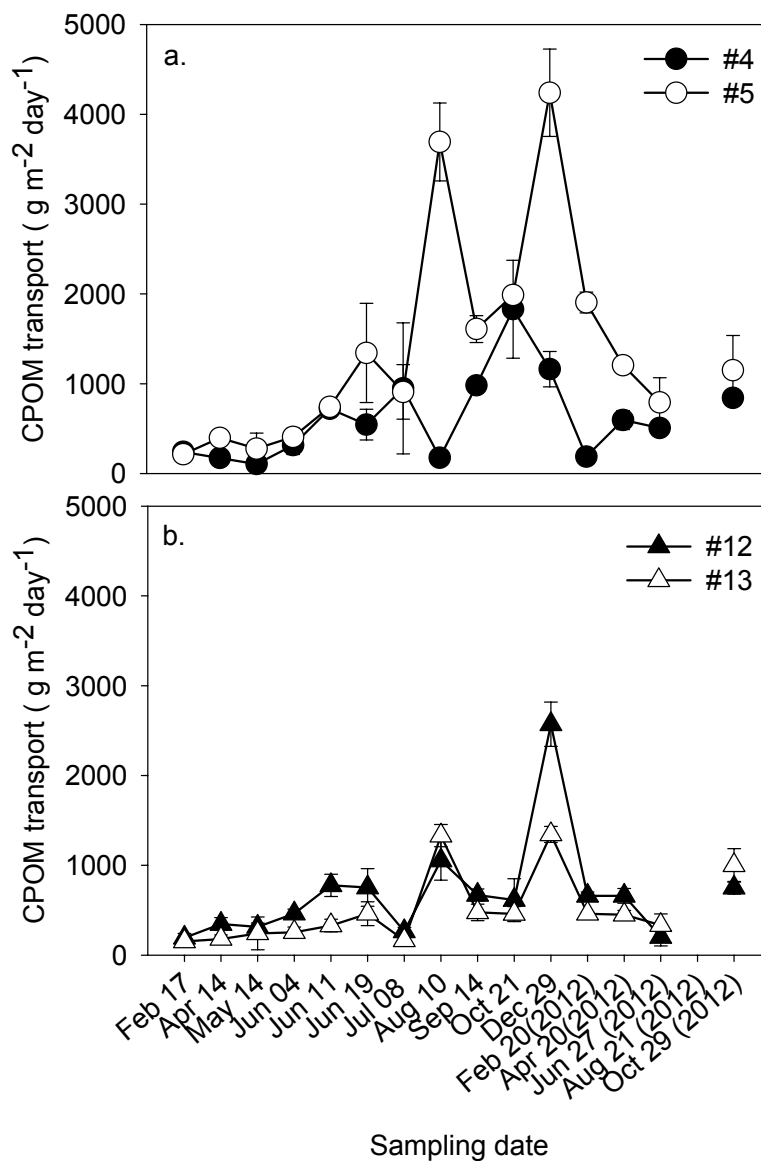 a.
#4
#5
5000
4000
3000
2000
1000
0
CPOM transport ( g m-2 day-1)
b.
#12
#13
5000
4000
3000
2000
1000
0
CPOM transport ( g m-2 day-1)
Feb 17
Apr 14
May 14
Jun 04
Jun 11
Jun 19
Jul 08
Aug 10
Sep 14
Oct 21
Dec 29
Feb 20(2012)
Apr 20(2012)
Jun 27 (2012)
Aug 21 (2012)
Oct 29 (2012)
Sampling date